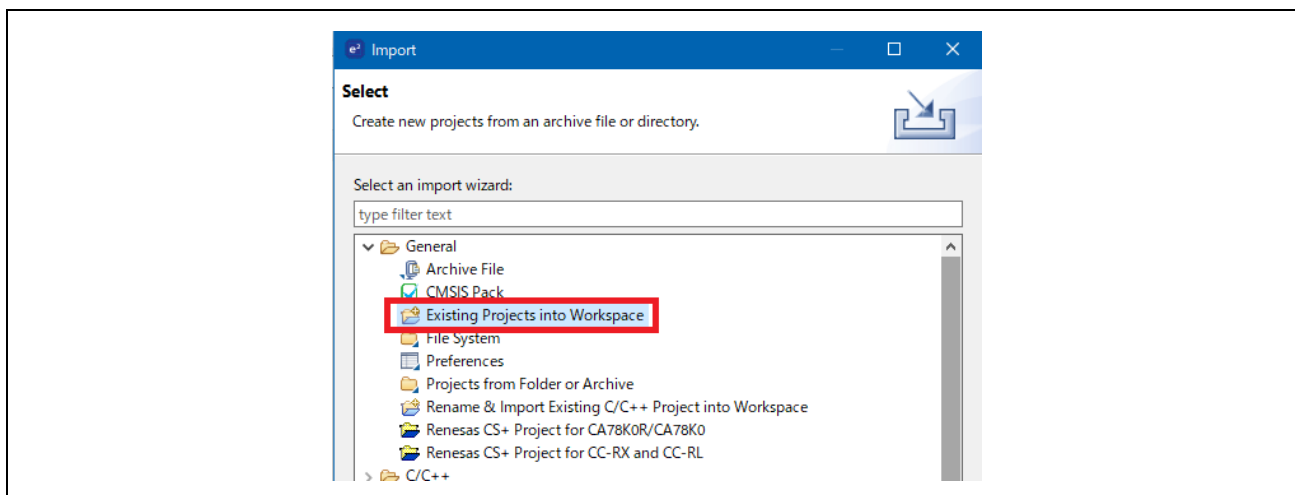 e² Import
Select
Create new projects from an archive file or directory.
Select an import wizard:
type filter text
General
Archive File
CMSIS Pack
Existing Projects into Workspace
File System
Preferences
Projects from Folder or Archive
Rename & Import Existing C/C++ Project into Workspace
Renesas CS+ Project for CA78K0R/CA78K0
Renesas CS+ Project for CC-RX and CC-RL
C/C++